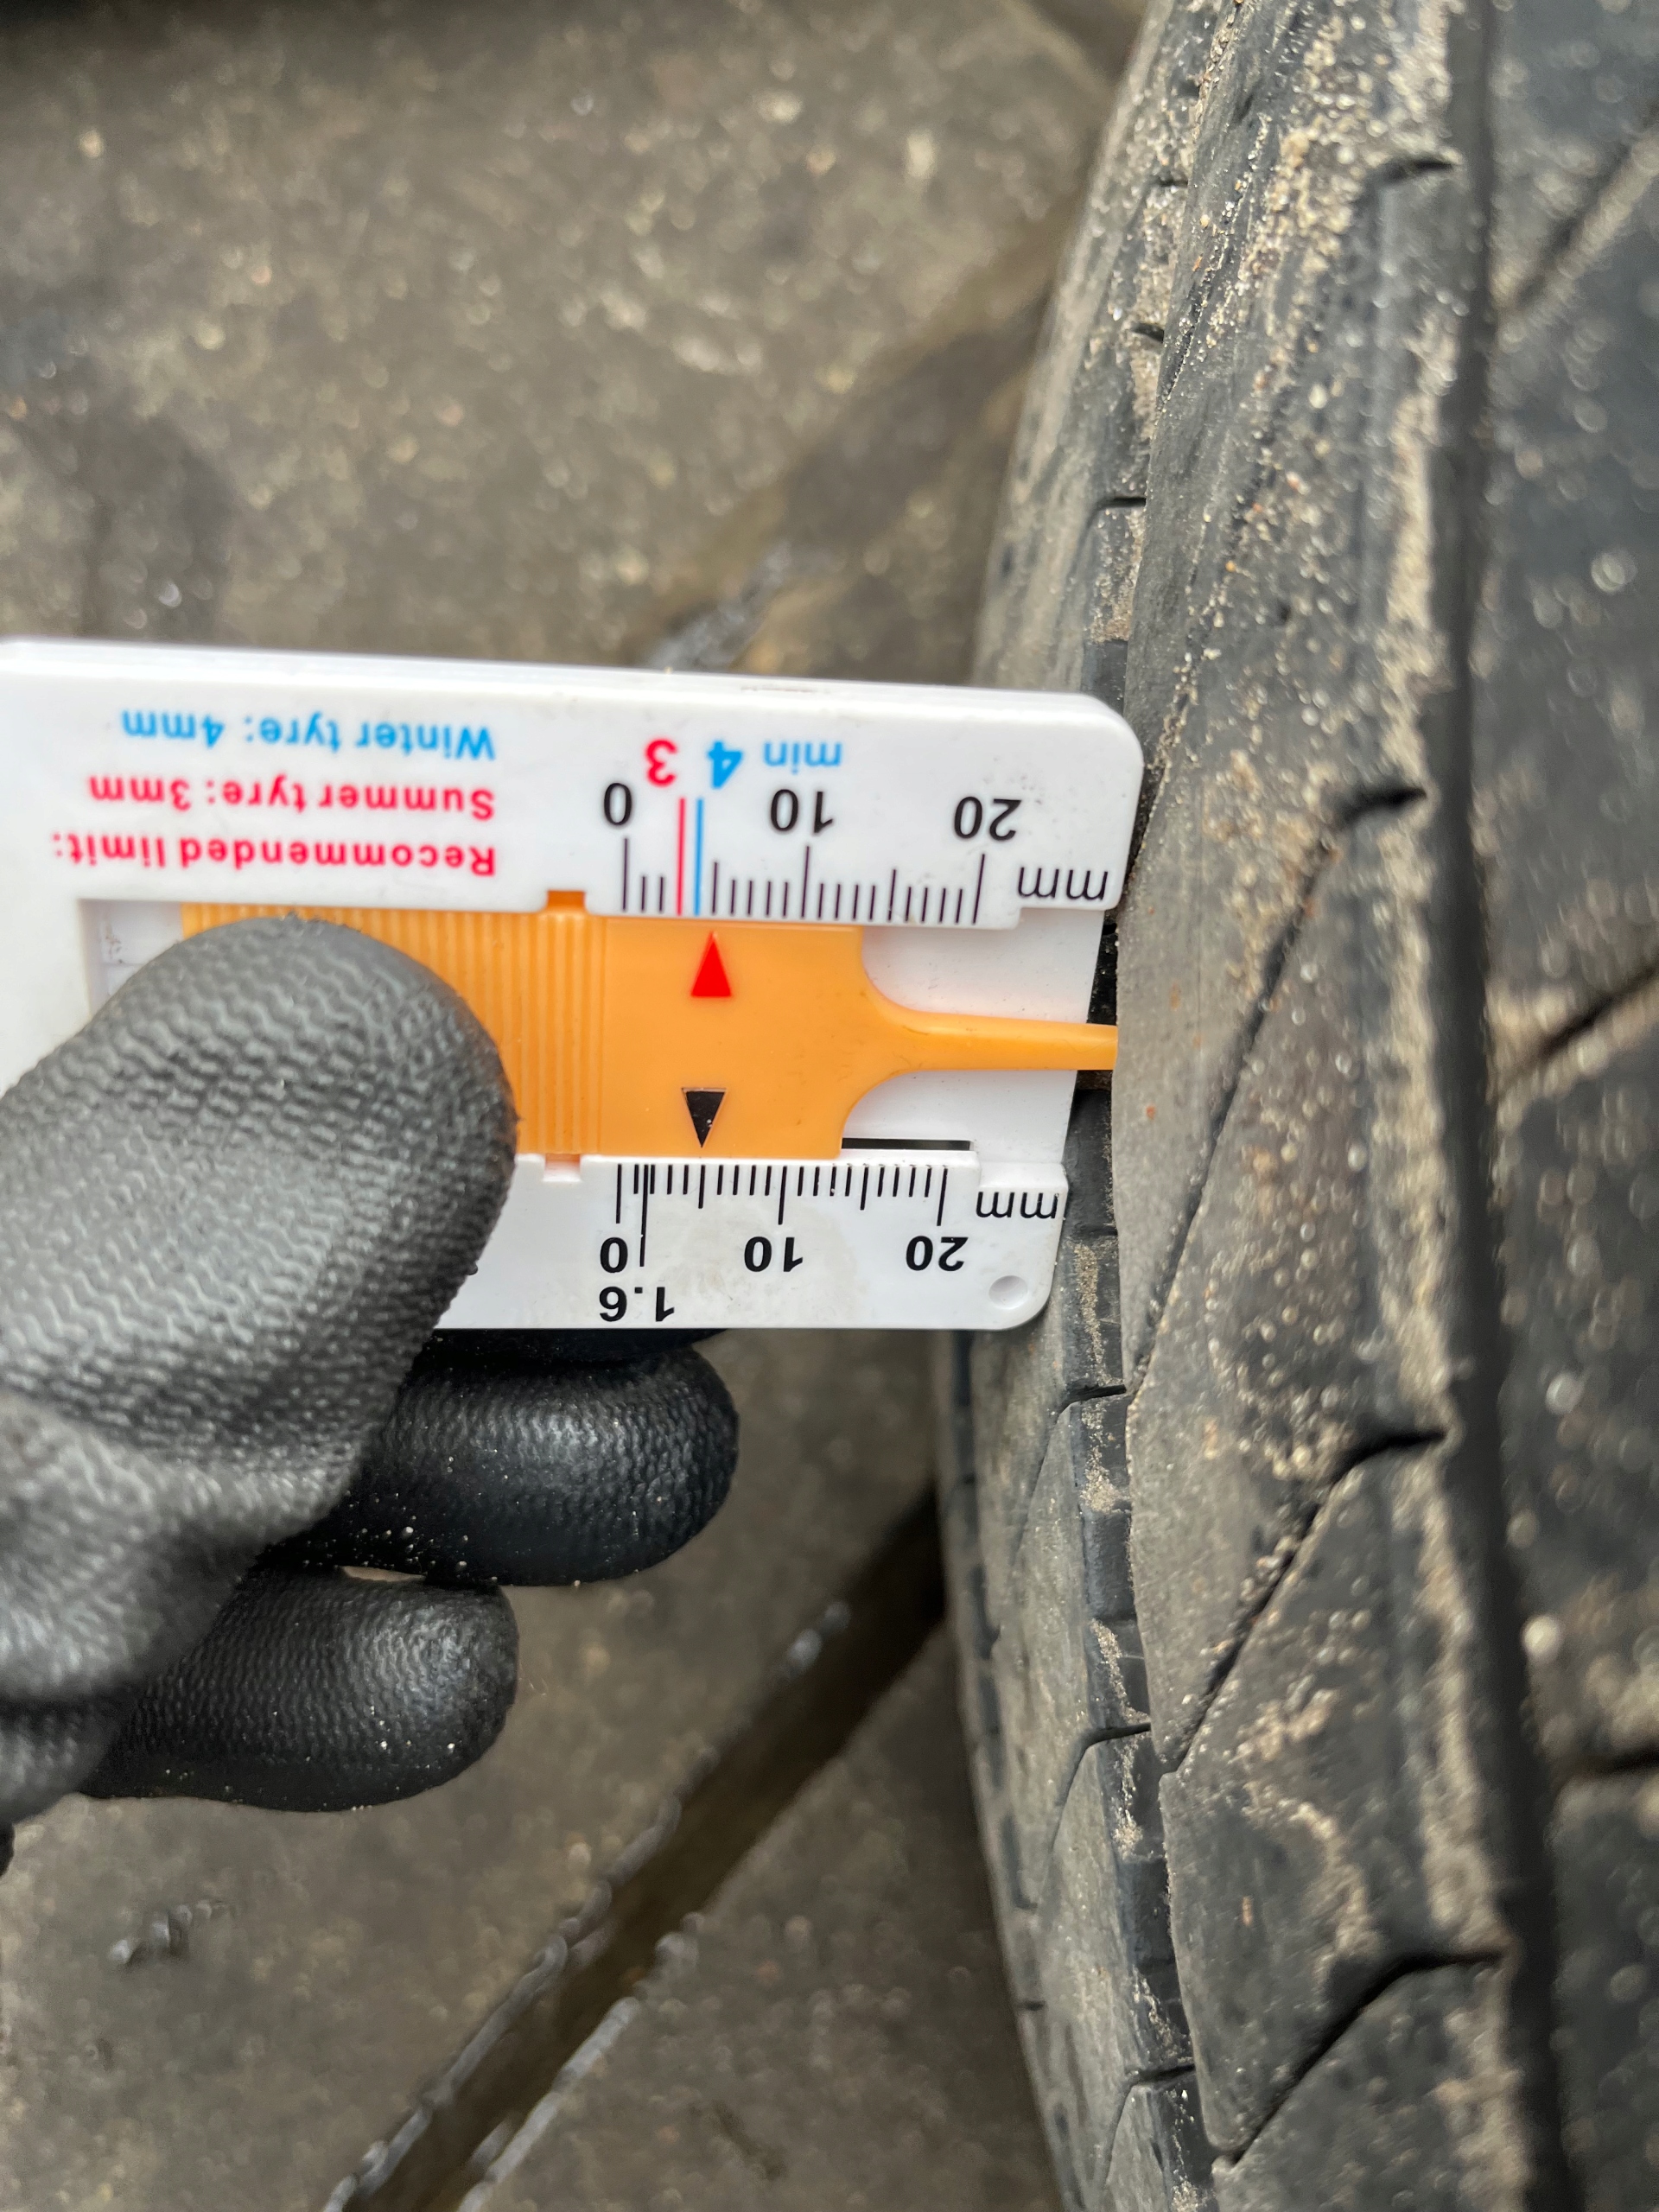 1.6
0 10 20
mm
20 10 0
mm
min 4 3
Recommended limit:
Summer tyre: 3mm
Winter tyre: 4mm